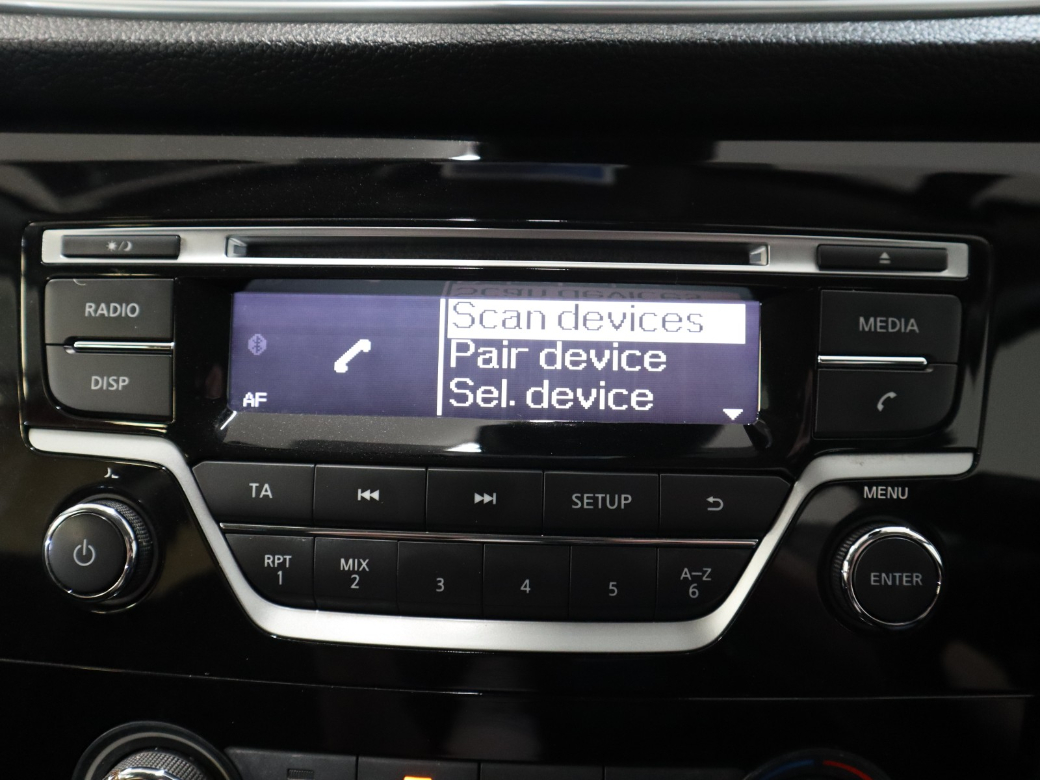 RADIO
DISP
AF
Scan devices
Pair device
Sel. device
MEDIA
TA
SETUP
MENU
RPT
1
MIX
2
3
4
5
A-Z
6
ENTER